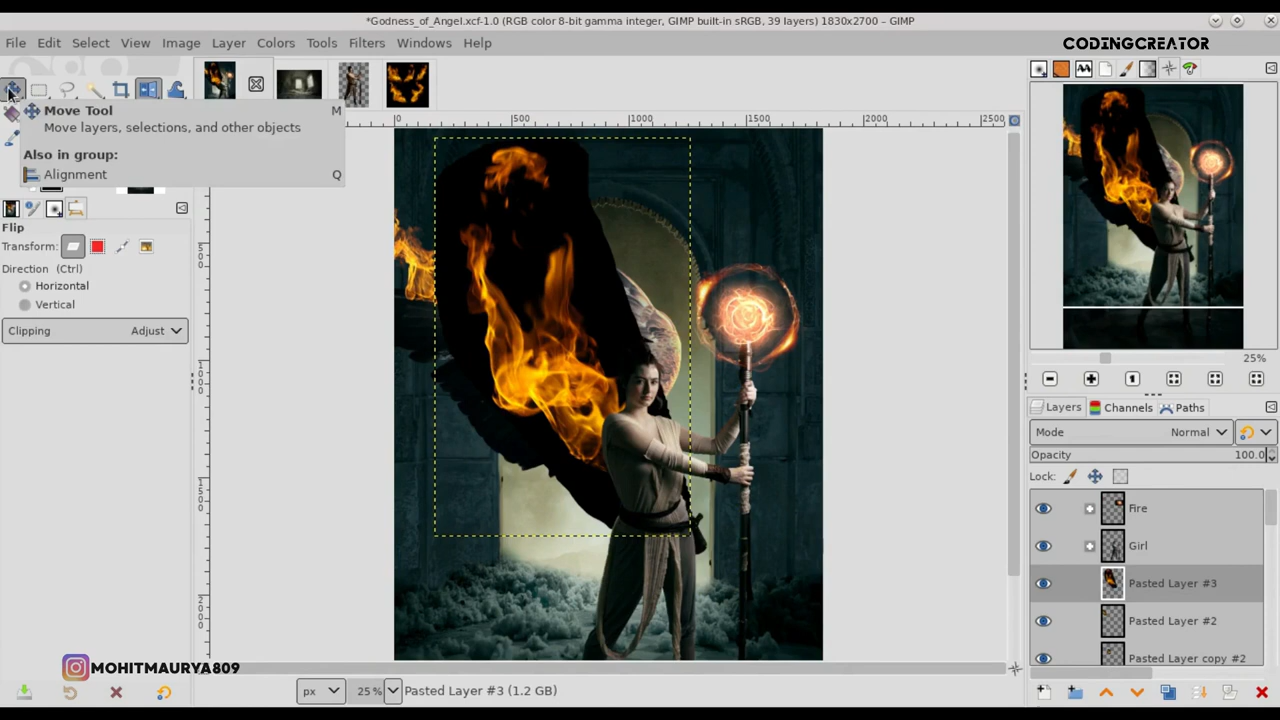 *Godness_of_Angel.xcf-1.0 (RGB color 8-bit gamma integer, GIMP built-in sRGB, 39 layers) 1830x2700 – GIMP
File Edit Select View Image Layer Colors Tools Filters Windows Help
CODINGCREATOR
Move Tool M
Move layers, selections, and other objects
Also in group:
Alignment Q
0 500 1000 1500 2000 2500
500
1000
1500
2000
Flip
Transform:
Direction (Ctrl)
Horizontal
Vertical
Clipping Adjust
25%
Layers Channels Paths
Mode Normal
Opacity 100.0
Lock:
Fire
Girl
Pasted Layer #3
Pasted Layer #2
Pasted Layer copy #2
MOHITMAURYA809
px 25% Pasted Layer #3 (1.2 GB)